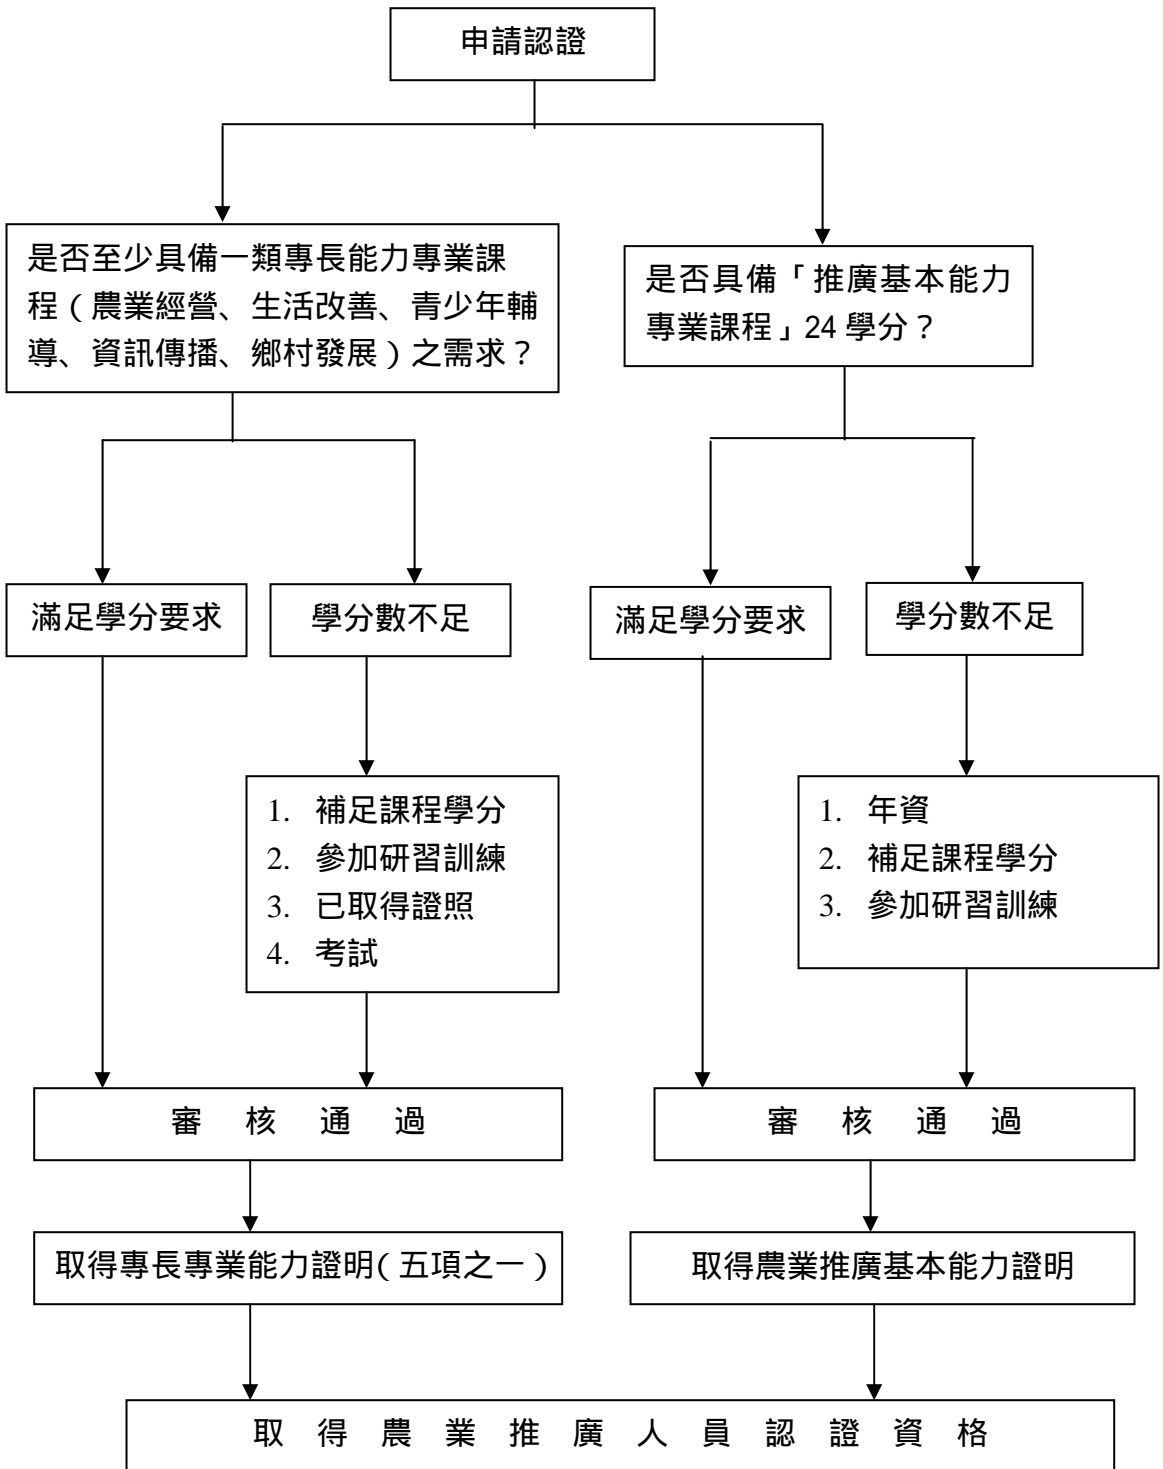 申請認證
是否至少具備一類專長能力專業課
程（農業經營、生活改善、青少年輔
導、資訊傳播、鄉村發展）之需求？
是否具備「推廣基本能力
專業課程」24 學分？
滿足學分要求
學分數不足
滿足學分要求
學分數不足
1. 補足課程學分
2. 參加研習訓練
3. 已取得證照
4. 考試
1. 年資
2. 補足課程學分
3. 參加研習訓練
審 核 通 過
審 核 通 過
取得專長專業能力證明（五項之一）
取得農業推廣基本能力證明
取 得 農 業 推 廣 人 員 認 證 資 格